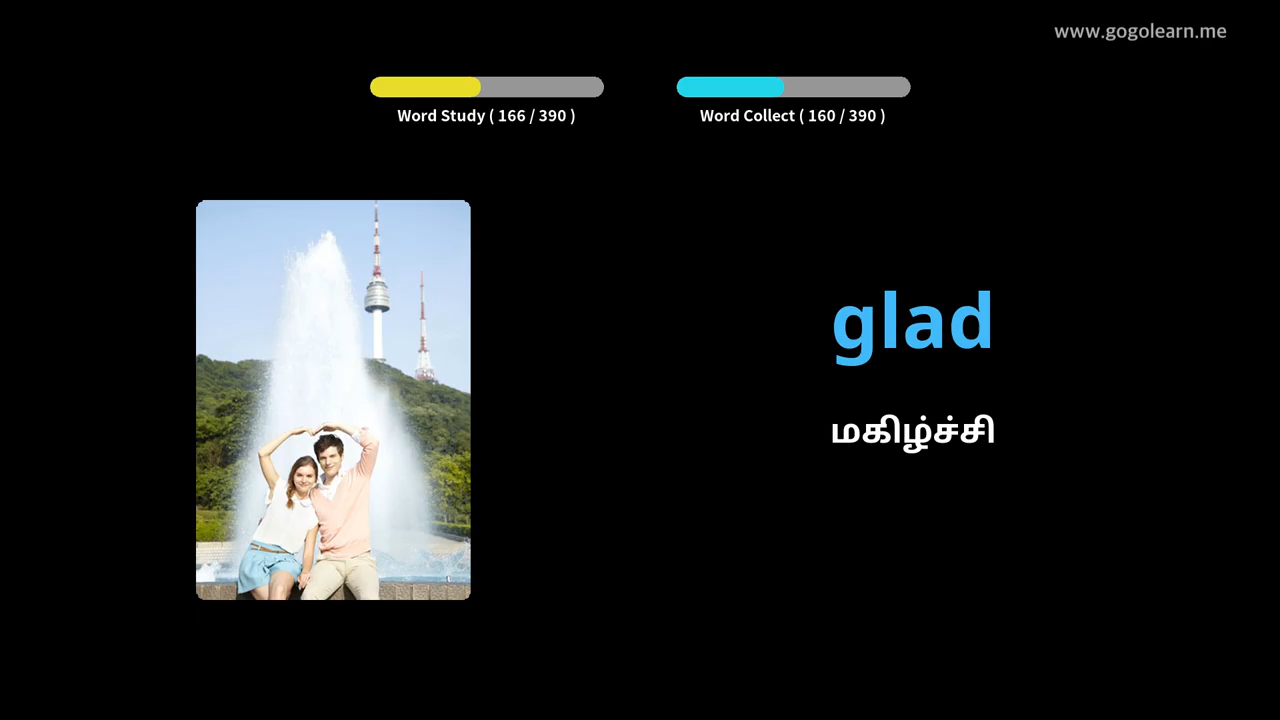 www.gogolearn.me
Word Study ( 166 / 390 )
Word Collect ( 160 / 390 )
glad
மகிழ்ச்சி